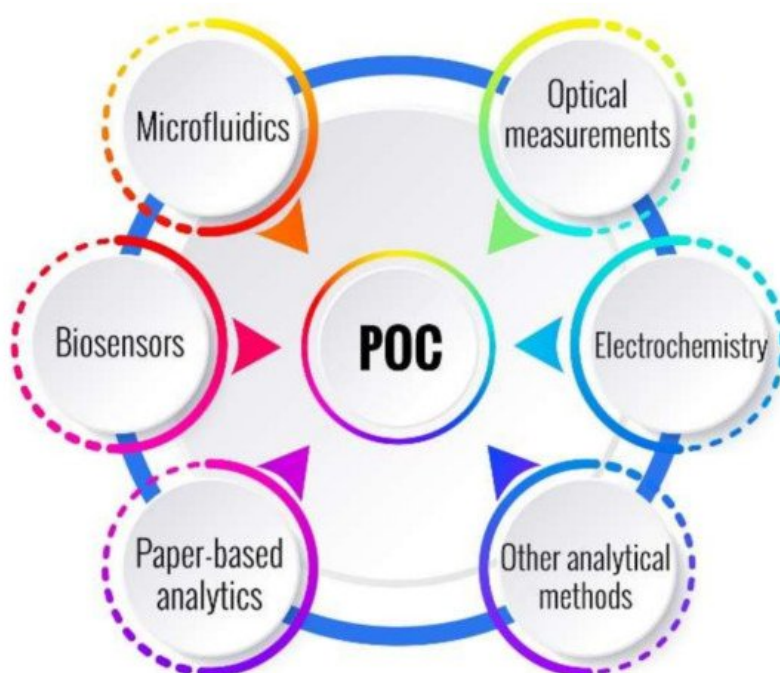 Microfluidics
Optical
measurements
Biosensors
POC
Electrochemistry
Paper-based
analytics
Other analytical
methods